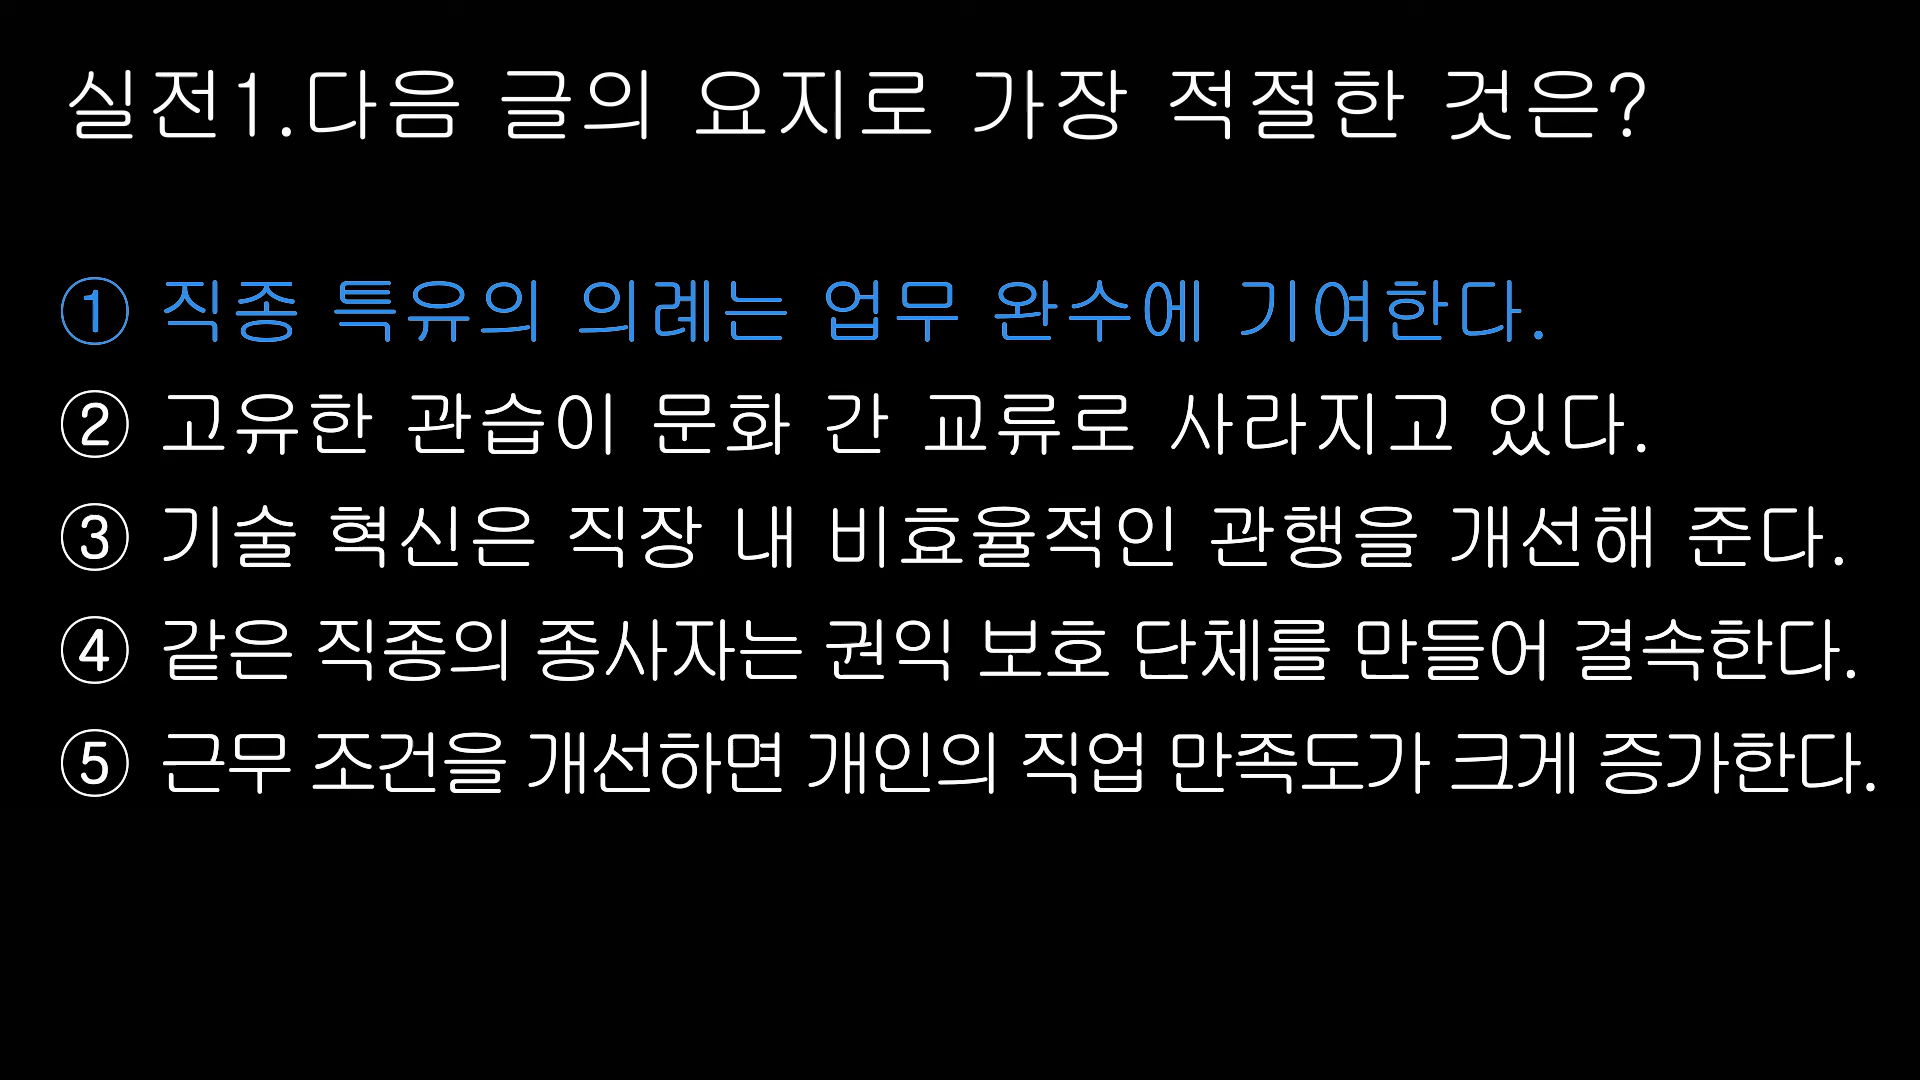 실전1.다음 글의 요지로 가장 적절한 것은?
① 직종 특유의 의례는 업무 완수에 기여한다.
② 고유한 관습이 문화 간 교류로 사라지고 있다.
③ 기술 혁신은 직장 내 비효율적인 관행을 개선해 준다.
④ 같은 직종의 종사자는 권익 보호 단체를 만들어 결속한다.
⑤ 근무 조건을 개선하면 개인의 직업 만족도가 크게 증가한다.